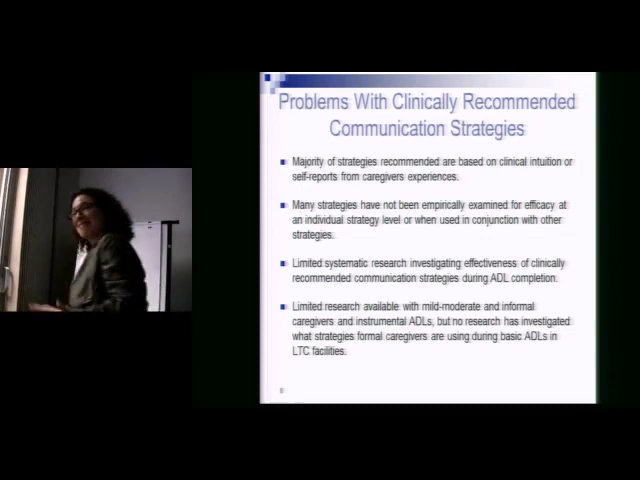 Problems With Clinically Recommended
Communication Strategies
Majority of strategies recommended are based on clinical intuition or
self-reports from caregivers experiences.
Many strategies have not been empirically examined for efficacy at
an individual strategy level or when used in conjunction with other
strategies.
Limited systematic research investigating effectiveness of clinically
recommended communication strategies during ADL completion.
Limited research available with mild-moderate and informal
caregivers and instrumental ADLs, but no research has investigated
what strategies formal caregivers are using during basic ADLs in
LTC facilities.